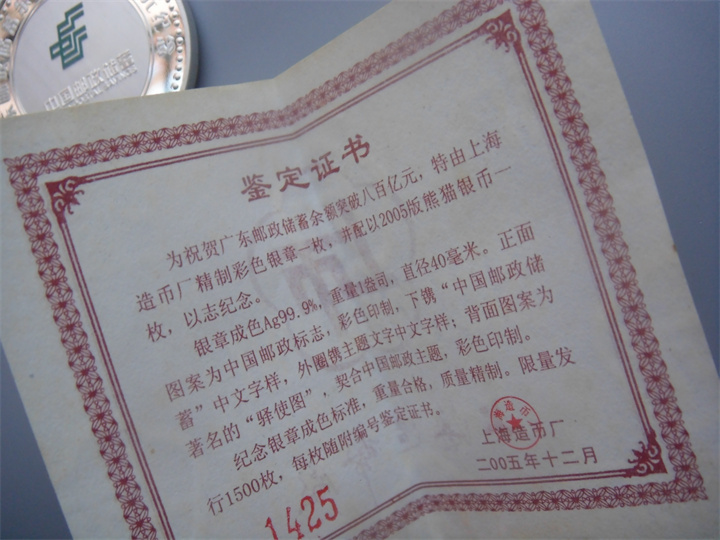 中国邮政储蓄
鉴定证书
为祝贺广东邮政储蓄余额突破八百亿元，特由上海
造币厂精制彩色银章一枚，并配以2005版熊猫银币一
枚，以志纪念。
银章成色Ag99.9%，重量1盎司，直径40毫米。正面
图案为中国邮政标志，彩色印制，下携“中国邮政储
蓄”中文字样，外圈镌主题文字中文字样；背面图案为
著名的“驿使图”，契合中国邮政主题，彩色印制。
纪念银章成色标准，重量合格，质量精制。限量发
行1500枚，每枚随附编号鉴定证书。
上海造币厂
二00五年十二月
1425